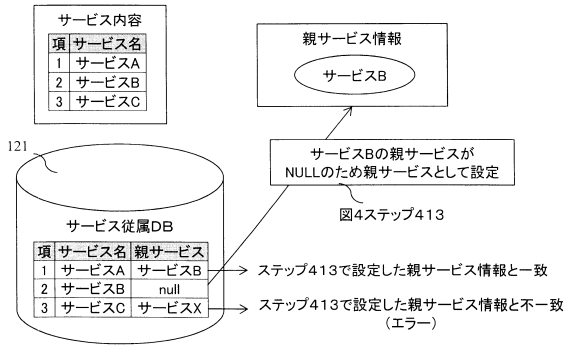 サービス内容
項 サービス名
1 サービスA
2 サービスB
3 サービスC
親サービス情報
サービスB
サービスBの親サービスが
NULLのため親サービスとして設定
図4ステップ413
121
サービス従属DB
項 サービス名 親サービス
1 サービスA サービスB
2 サービスB null
3 サービスC サービスX
ステップ413で設定した親サービス情報と一致
ステップ413で設定した親サービス情報と不一致
(エラー)